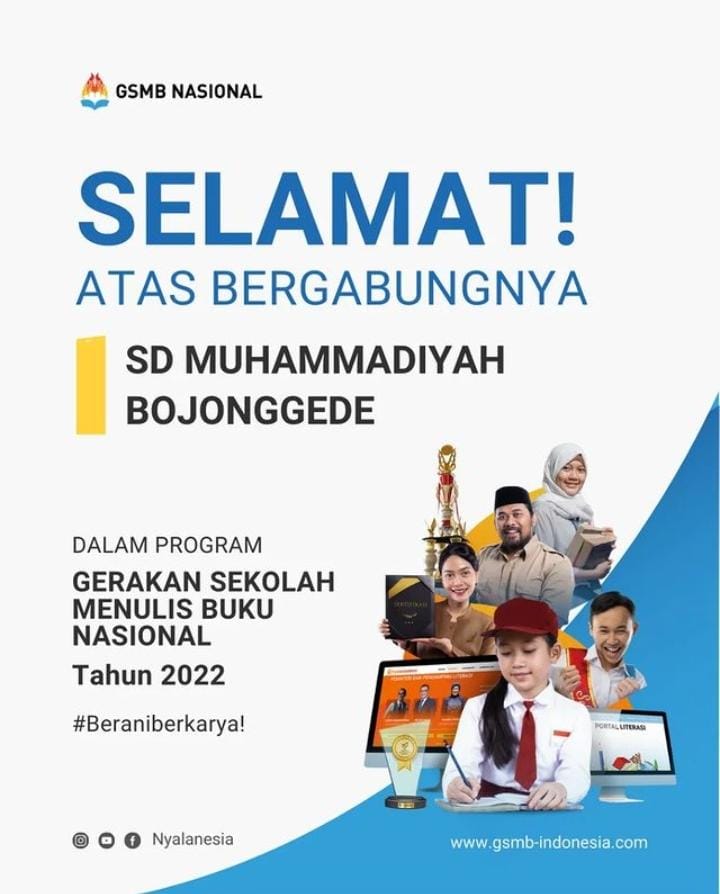 GSMB NASIONAL
SELAMAT!
ATAS BERGABUNGNYA
SD MUHAMMADIYAH
BOJONGGEDE
DALAM PROGRAM
GERAKAN SEKOLAH
MENULIS BUKU
NASIONAL
Tahun 2022
#Beraniberkarya!
SERTIFIKAT
PORTAL LITERASI
Nyalanesia
www.gsmb-indonesia.com